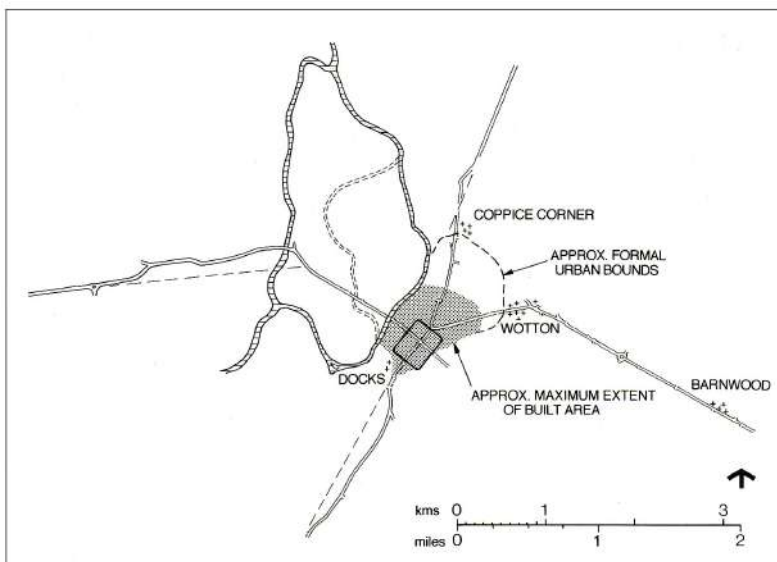 COPPICE CORNER
APPROX. FORMAL
URBAN BOUNDS
WOTTON
DOCKS
APPROX. MAXIMUM EXTENT
OF BUILT AREA
BARNWOOD
kms 0 1 3
miles 0 1 2